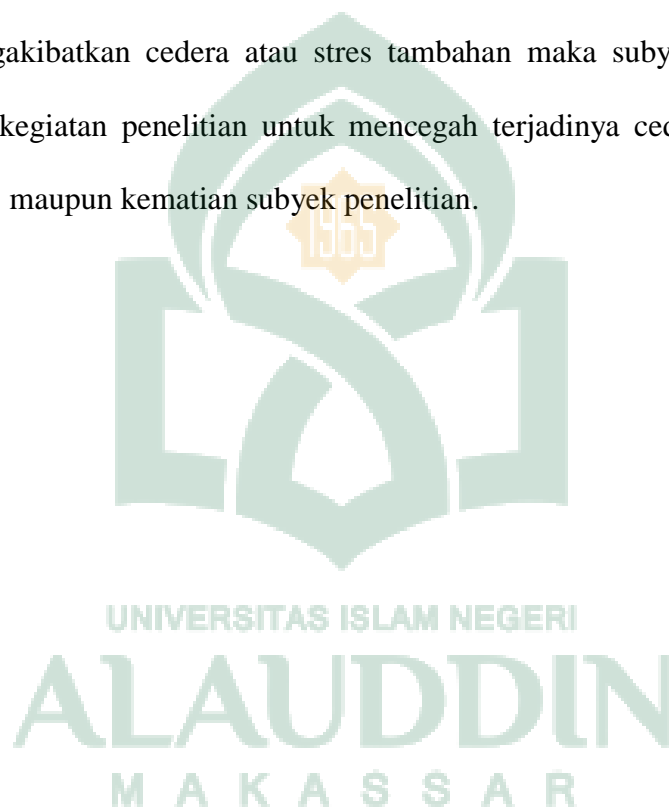 gakibatkan cedera atau stres tambahan maka suby
kegiatan penelitian untuk mencegah terjadinya ced
maupun kematian subyek penelitian.
1965
UNIVERSITAS ISLAM NEGERI
ALAUDDIN
MAKASSAR